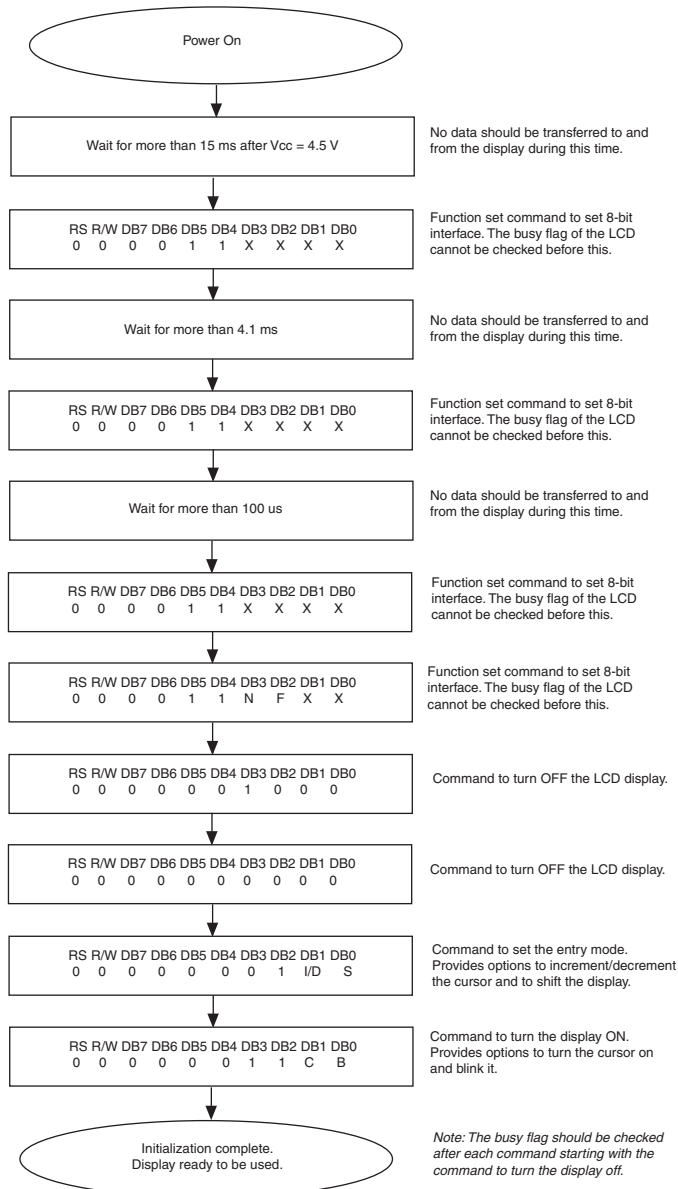 Power On
Wait for more than 15 ms after Vcc = 4.5 V
No data should be transferred to and
from the display during this time.
RS R/W DB7 DB6 DB5 DB4 DB3 DB2 DB1 DB0
0 0 0 0 1 1 X X X X
Function set command to set 8-bit
interface. The busy flag of the LCD
cannot be checked before this.
Wait for more than 4.1 ms
No data should be transferred to and
from the display during this time.
RS R/W DB7 DB6 DB5 DB4 DB3 DB2 DB1 DB0
0 0 0 0 1 1 X X X X
Function set command to set 8-bit
interface. The busy flag of the LCD
cannot be checked before this.
Wait for more than 100 us
No data should be transferred to and
from the display during this time.
RS R/W DB7 DB6 DB5 DB4 DB3 DB2 DB1 DB0
0 0 0 0 1 1 X X X X
Function set command to set 8-bit
interface. The busy flag of the LCD
cannot be checked before this.
RS R/W DB7 DB6 DB5 DB4 DB3 DB2 DB1 DB0
0 0 0 0 1 1 N F X X
Function set command to set 8-bit
interface. The busy flag of the LCD
cannot be checked before this.
RS R/W DB7 DB6 DB5 DB4 DB3 DB2 DB1 DB0
0 0 0 0 0 0 1 0 0 0
Command to turn OFF the LCD display.
RS R/W DB7 DB6 DB5 DB4 DB3 DB2 DB1 DB0
0 0 0 0 0 0 0 0 0 0
Command to turn OFF the LCD display.
RS R/W DB7 DB6 DB5 DB4 DB3 DB2 DB1 DB0
0 0 0 0 0 0 0 1 I/D S
Command to set the entry mode.
Provides options to increment/decrement
the cursor and to shift the display.
RS R/W DB7 DB6 DB5 DB4 DB3 DB2 DB1 DB0
0 0 0 0 0 0 1 1 C B
Command to turn the display ON.
Provides options to turn the cursor on
and blink it.
Initialization complete.
Display ready to be used.
Note: The busy flag should be checked
after each command starting with the
command to turn the display off.